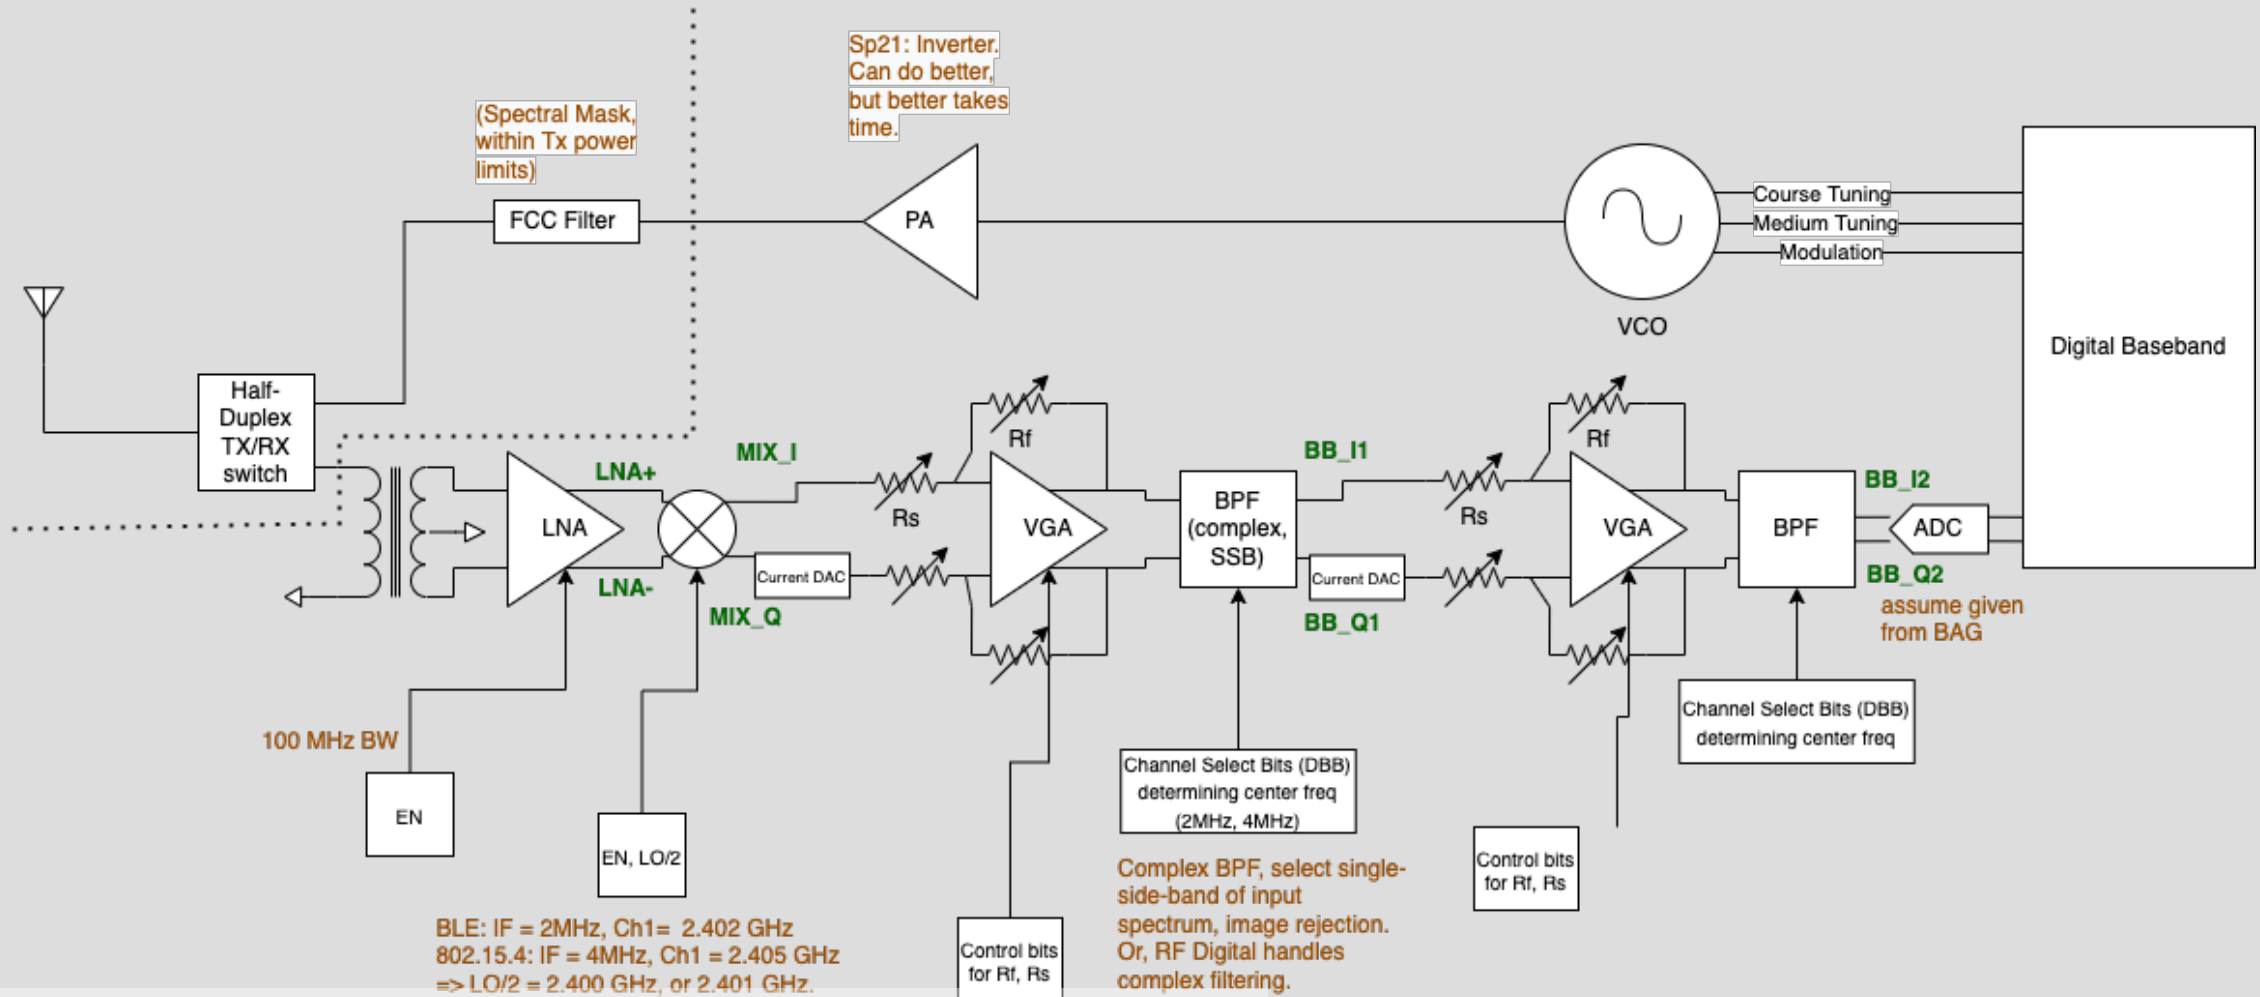 Sp21: Inverter.
Can do better,
but better takes
time.
(Spectral Mask,
within Tx power
limits)
FCC Filter
PA
Course Tuning
Medium Tuning
Modulation
VCO
Digital Baseband
Half-
Duplex
TX/RX
switch
LNA
LNA+
LNA-
MIX_I
MIX_Q
Rs
Current DAC
Rf
VGA
BPF
(complex,
SSB)
BB_I1
BB_Q1
Current DAC
Rs
Rf
VGA
BPF
BB_I2
ADC
BB_Q2
assume given
from BAG
100 MHz BW
EN
EN, LO/2
BLE: IF = 2MHz, Ch1=  2.402 GHz
802.15.4: IF = 4MHz, Ch1 = 2.405 GHz
=> LO/2 = 2.400 GHz, or 2.401 GHz.
Control bits
for Rf, Rs
Channel Select Bits (DBB)
determining center freq
(2MHz, 4MHz)
Complex BPF, select single-
side-band of input
spectrum, image rejection.
Or, RF Digital handles
complex filtering.
Control bits
for Rf, Rs
Channel Select Bits (DBB)
determining center freq